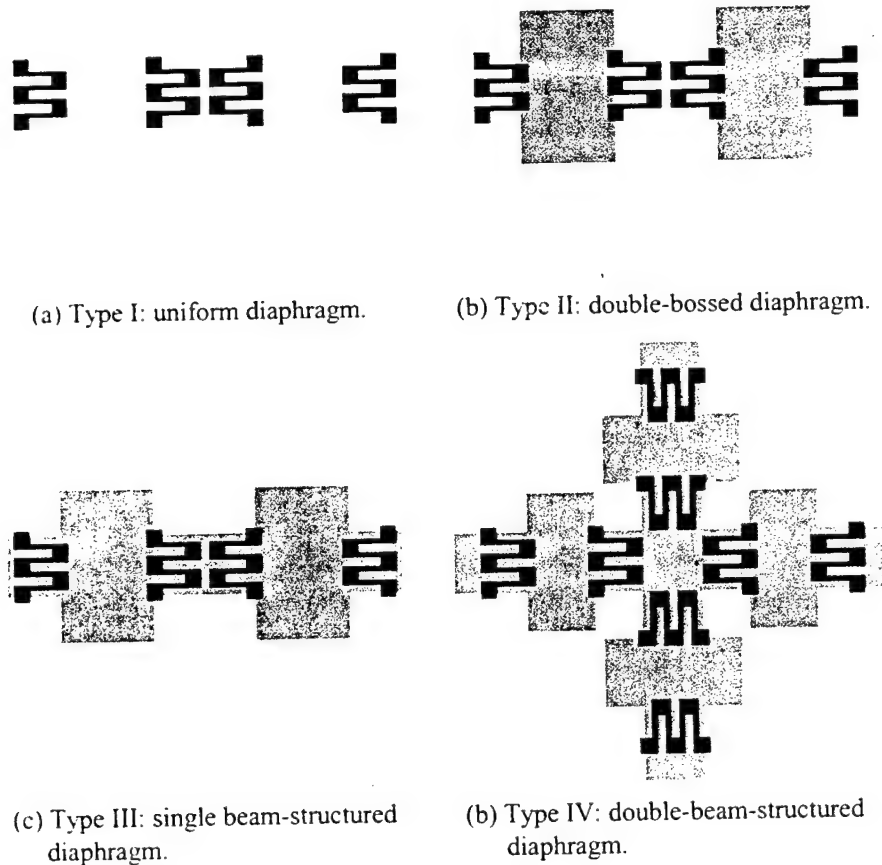 (a) Type I: uniform diaphragm.
(b) Type II: double-bossed diaphragm.
(c) Type III: single beam-structured
diaphragm.
(b) Type IV: double-beam-structured
diaphragm.